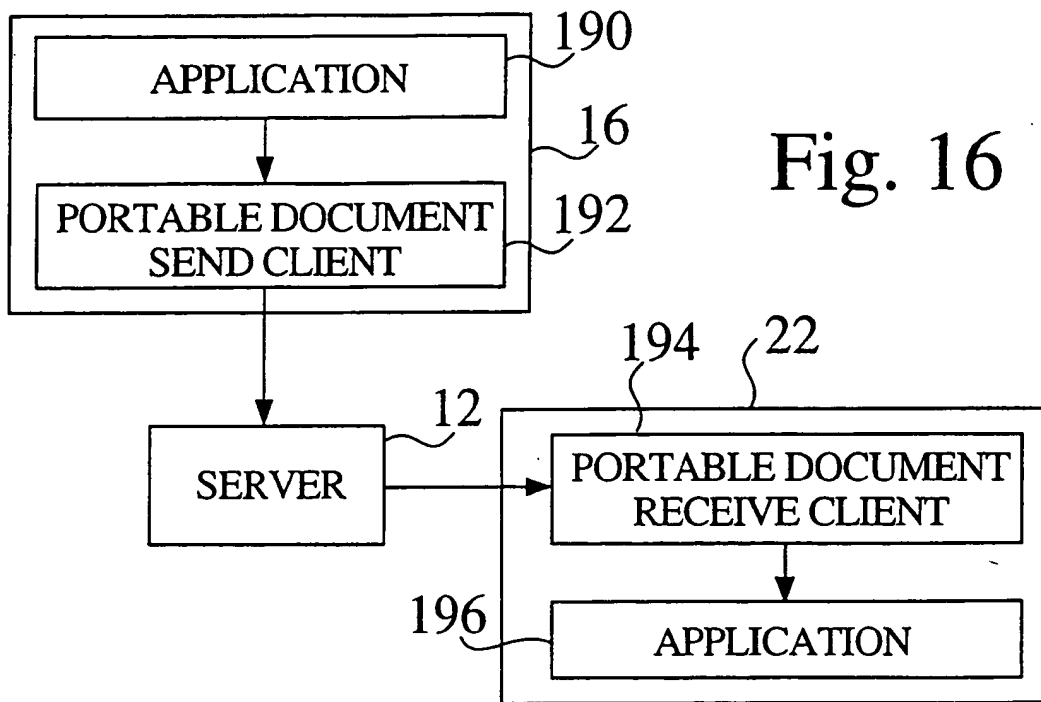 190
APPLICATION
16
Fig. 16
PORTABLE DOCUMENT
SEND CLIENT
192
194
22
12
SERVER
PORTABLE DOCUMENT
RECEIVE CLIENT
196
APPLICATION